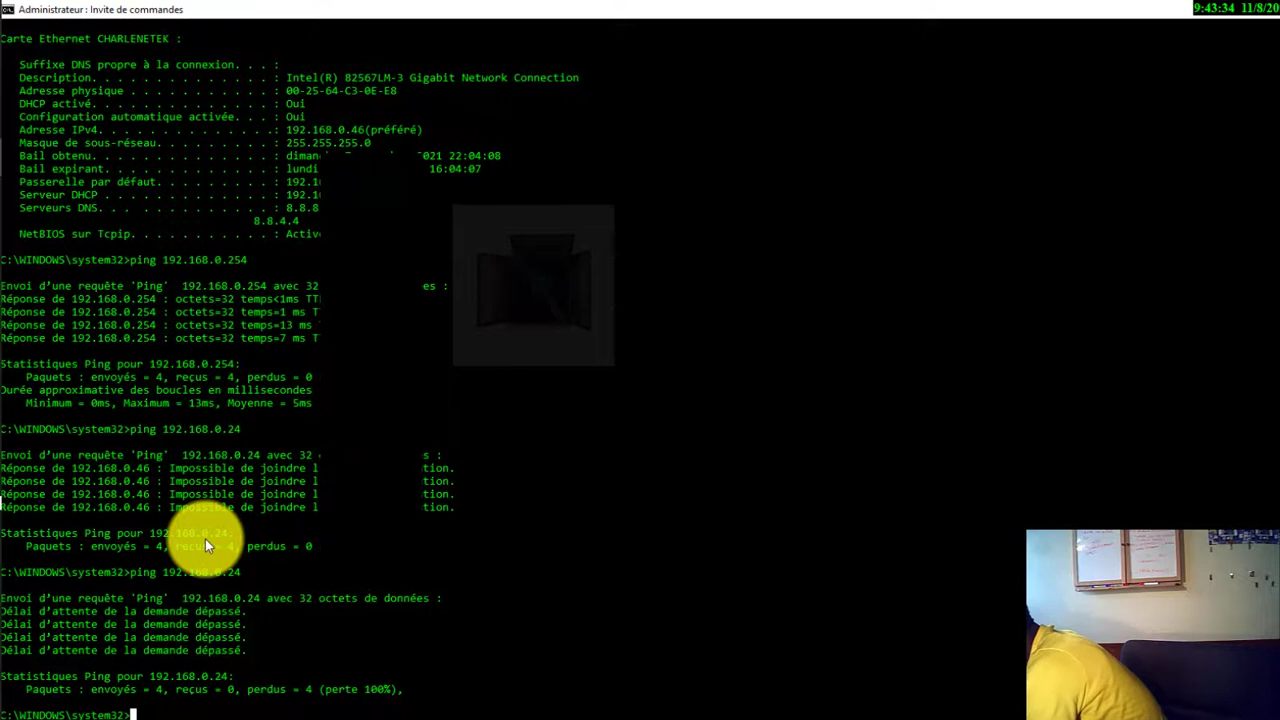 Administrateur : Invite de commandes
9:43:34 11/8/20
Carte Ethernet CHARLENETEK :
Suffixe DNS propre à la connexion. . . :
Description. . . . . . . . . . . . . . : Intel(R) 82567LM-3 Gigabit Network Connection
Adresse physique . . . . . . . . . . . : 00-25-64-C3-0E-E8
DHCP activé. . . . . . . . . . . . . . : Oui
Configuration automatique activée. . . : Oui
Adresse IPv4. . . . . . . . . . . . . .: 192.168.0.46(préféré)
Masque de sous-réseau. . . . . . . . . : 255.255.255.0
Bail obtenu. . . . . . . . . . . . . . : 2021 22:04:08
Bail expirant. . . . . . . . . . . . . : lundi 16:04:07
Passerelle par défaut. . . . . . . . . : 192.1
Serveur DHCP . . . . . . . . . . . . . : 192.1
Serveurs DNS. . . . . . . . . . . . . : 8.8.8
8.8.4.4
NetBIOS sur Tcpip. . . . . . . . . . . : Activ
C:\WINDOWS\system32>ping 192.168.0.254
Envoi d'une requête 'Ping' 192.168.0.254 avec 32 es :
Réponse de 192.168.0.254 : octets=32 temps<1ms TT
Réponse de 192.168.0.254 : octets=32 temps=1 ms TT
Réponse de 192.168.0.254 : octets=32 temps=13 ms
Réponse de 192.168.0.254 : octets=32 temps=7 ms T
Statistiques Ping pour 192.168.0.254:
Paquets : envoyés = 4, reçus = 4, perdus = 0
Durée approximative des boucles en millisecondes
Minimum = 0ms, Maximum = 13ms, Moyenne = 5ms
C:\WINDOWS\system32>ping 192.168.0.24
Envoi d'une requête 'Ping' 192.168.0.24 avec 32 s :
Réponse de 192.168.0.46 : Impossible de joindre l tion.
Réponse de 192.168.0.46 : Impossible de joindre l tion.
Réponse de 192.168.0.46 : Impossible de joindre l tion.
Réponse de 192.168.0.46 : Impossible de joindre l tion.
Statistiques Ping pour 192.168.0.24:
Paquets : envoyés = 4, reçus = 4, perdus = 0
C:\WINDOWS\system32>ping 192.168.0.24
Envoi d'une requête 'Ping' 192.168.0.24 avec 32 octets de données :
Délai d'attente de la demande dépassé.
Délai d'attente de la demande dépassé.
Délai d'attente de la demande dépassé.
Délai d'attente de la demande dépassé.
Statistiques Ping pour 192.168.0.24:
Paquets : envoyés = 4, reçus = 0, perdus = 4 (perte 100%),
C:\WINDOWS\system32>